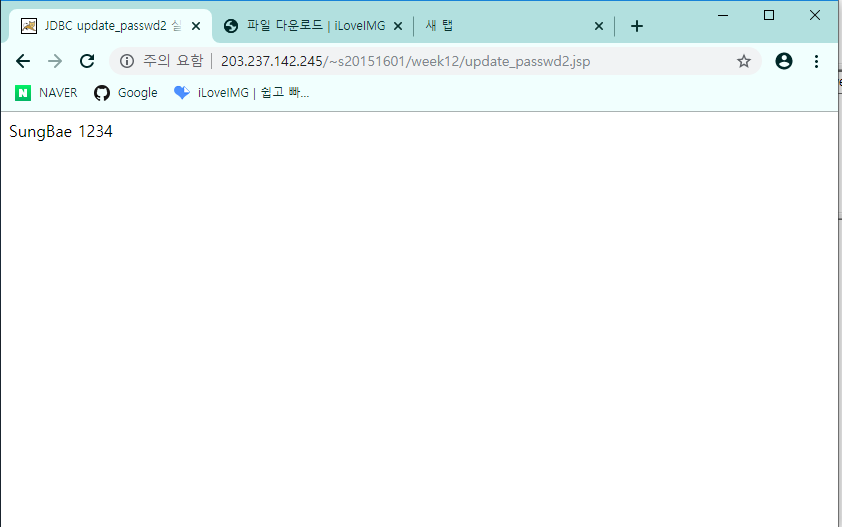 JDBC update_passwd2 실
파일 다운로드 | iLoveIMG
새 탭
주의 요함 | 203.237.142.245/~s20151601/week12/update_passwd2.jsp
N NAVER
Google
iLoveIMG | 쉽고 빠...
SungBae 1234